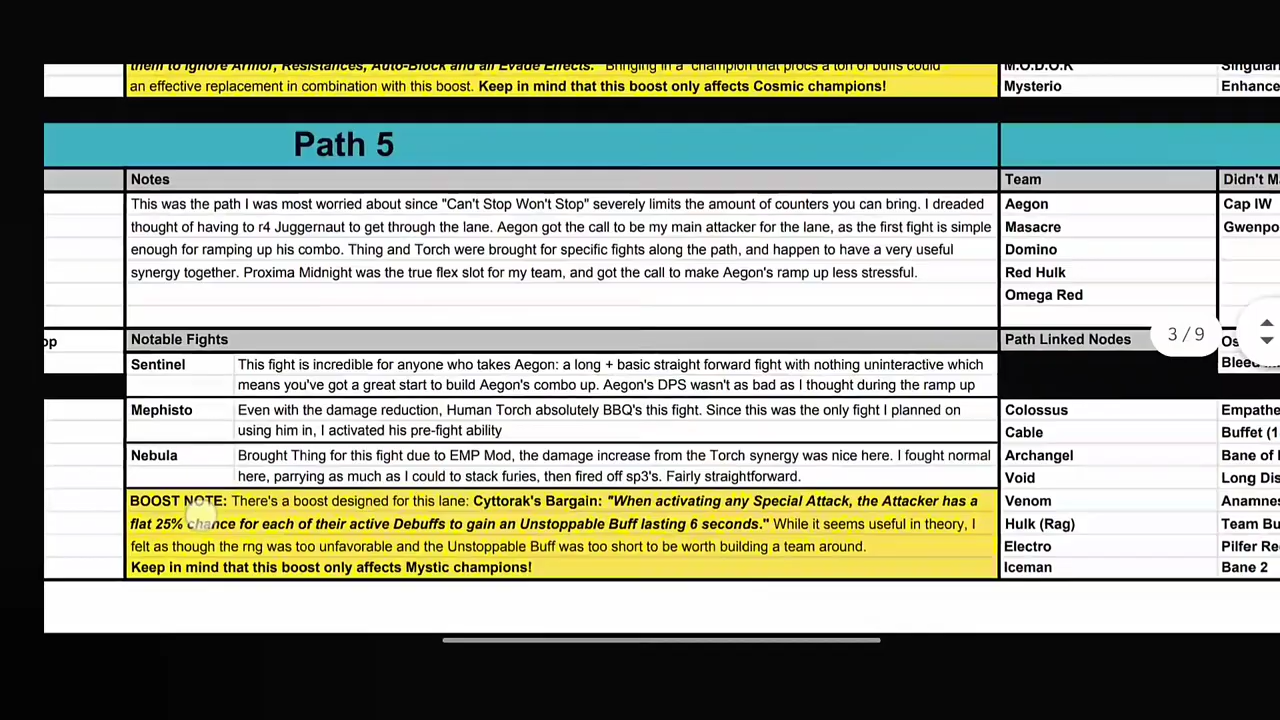 them to Ignore Armor, Resistances, Auto-Block and all Evade Effects." Bringing in a champion that procs a ton of buffs could
M.O.D.O.K
an effective replacement in combination with this boost. Keep in mind that this boost only affects Cosmic champions!
Mysterio
Enhance
Path 5
Notes
Team
Didn't M
This was the path I was most worried about since "Can't Stop Won't Stop" severely limits the amount of counters you can bring. I dreaded
Aegon
Cap IW
thought of having to r4 Juggernaut to get through the lane. Aegon got the call to be my main attacker for the lane, as the first fight is simple
Masacre
Gwenpo
enough for ramping up his combo. Thing and Torch were brought for specific fights along the path, and happen to have a very useful
Domino
synergy together. Proxima Midnight was the true flex slot for my team, and got the call to make Aegon's ramp up less stressful.
Red Hulk
Omega Red
op
Notable Fights
Path Linked Nodes
3 / 9
Os
Sentinel
This fight is incredible for anyone who takes Aegon: a long + basic straight forward fight with nothing uninteractive which
means you've got a great start to build Aegon's combo up. Aegon's DPS wasn't as bad as I thought during the ramp up
Mephisto
Even with the damage reduction, Human Torch absolutely BBQ's this fight. Since this was the only fight I planned on
Colossus
Empathe
using him in, I activated his pre-fight ability
Cable
Buffet (1
Nebula
Brought Thing for this fight due to EMP Mod, the damage increase from the Torch synergy was nice here. I fought normal
Archangel
Bane of
here, parrying as much as I could to stack furies, then fired off sp3's. Fairly straightforward.
Void
Long Dis
BOOST NOTE: There's a boost designed for this lane: Cyttorak's Bargain: "When activating any Special Attack, the Attacker has a
Venom
Anamnes
flat 25% chance for each of their active Debuffs to gain an Unstoppable Buff lasting 6 seconds." While it seems useful in theory, I
Hulk (Rag)
Team Bu
felt as though the rng was too unfavorable and the Unstoppable Buff was too short to be worth building a team around.
Electro
Pilfer Re
Keep in mind that this boost only affects Mystic champions!
Iceman
Bane 2